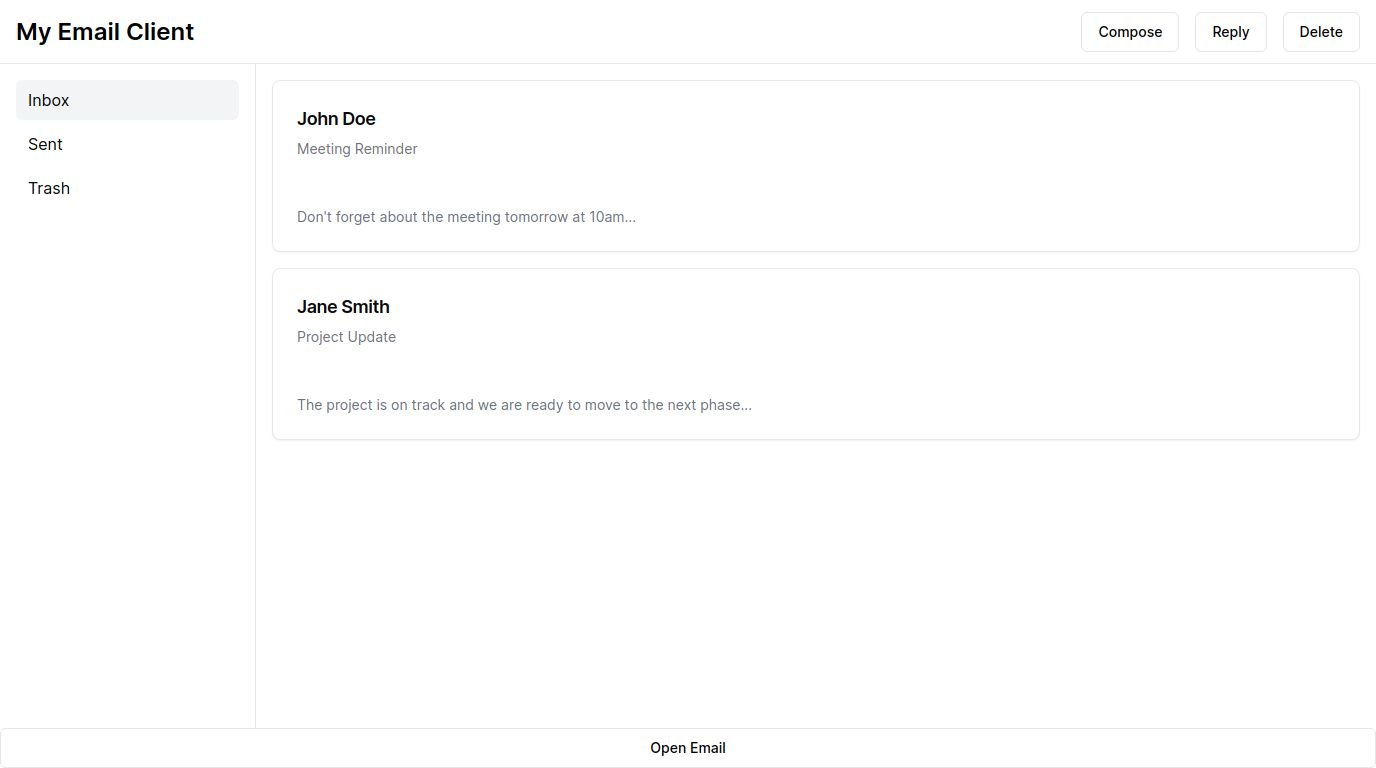 My Email Client
Compose
Reply
Delete
Inbox
Sent
Trash
John Doe
Meeting Reminder
Don't forget about the meeting tomorrow at 10am...
Jane Smith
Project Update
The project is on track and we are ready to move to the next phase...
Open Email